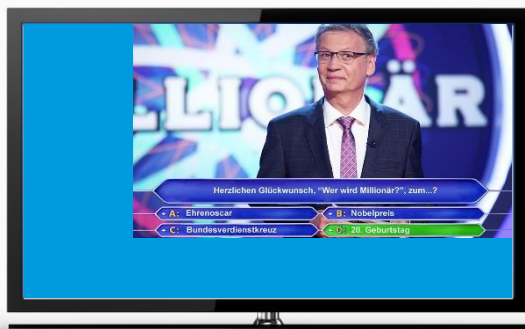 LLIONÄR
Herzlichen Glückwunsch, "Wer wird Millionär?", zum...?
A: Ehrenoscar
B: Nobelpreis
C: Bundesverdienstkreuz
D: 20. Geburtstag